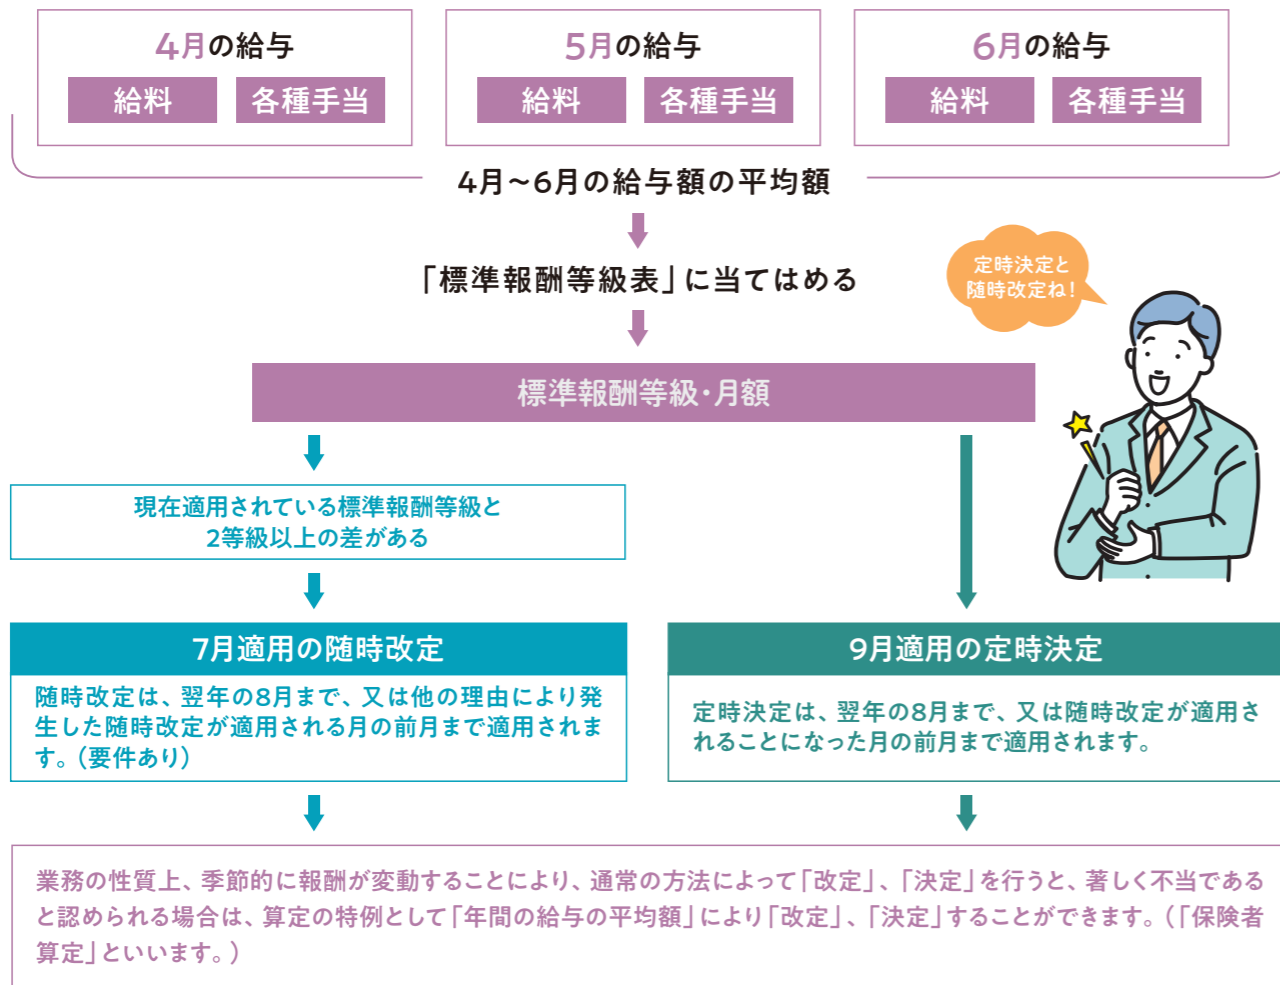 4月の給与
給料 各種手当
5月の給与
給料 各種手当
6月の給与
給料 各種手当
4月～6月の給与額の平均額
「標準報酬等級表」に当てはめる
定時決定と
随時改定ね！
標準報酬等級・月額
現在適用されている標準報酬等級と
2等級以上の差がある
7月適用の随時改定
随時改定は、翌年の8月まで、又は他の理由により発
生した随時改定が適用される月の前月まで適用されま
す。（要件あり）
9月適用の定時決定
定時決定は、翌年の8月まで、又は随時改定が適用さ
れることになった月の前月まで適用されます。
業務の性質上、季節的に報酬が変動することにより、通常の方法によって「改定」、「決定」を行うと、著しく不当である
と認められる場合は、算定の特例として「年間の給与の平均額」により「改定」、「決定」することができます。（「保険者
算定」といいます。）